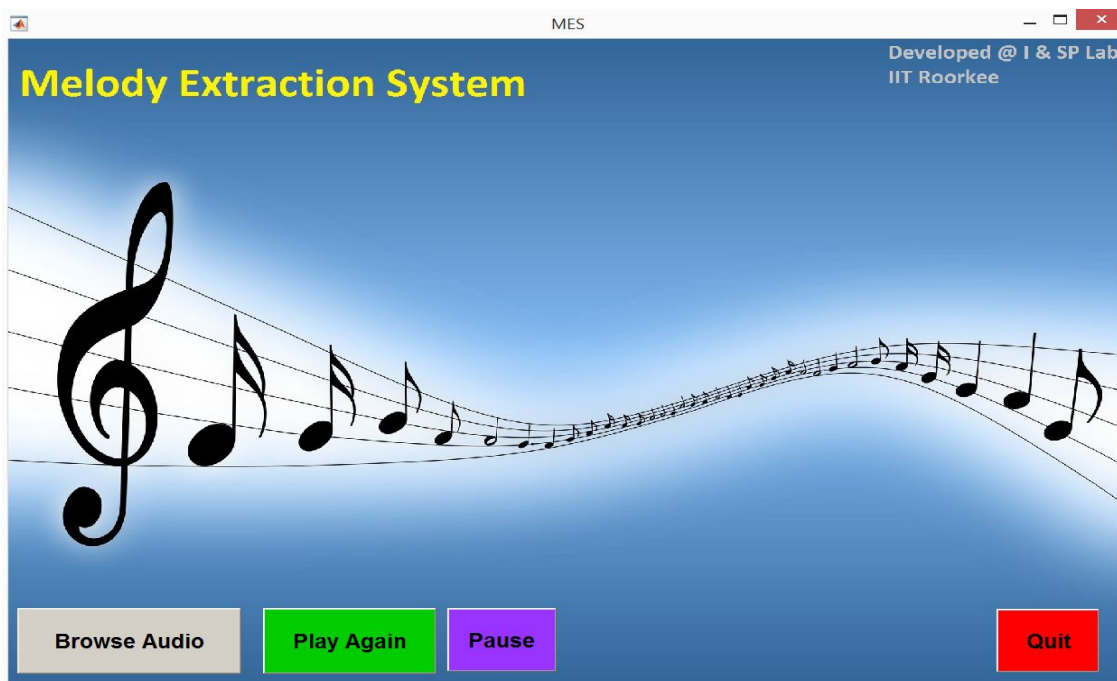 MES
Developed @ I & SP Lab
IIT Roorkee
Melody Extraction System
Browse Audio
Play Again
Pause
Quit